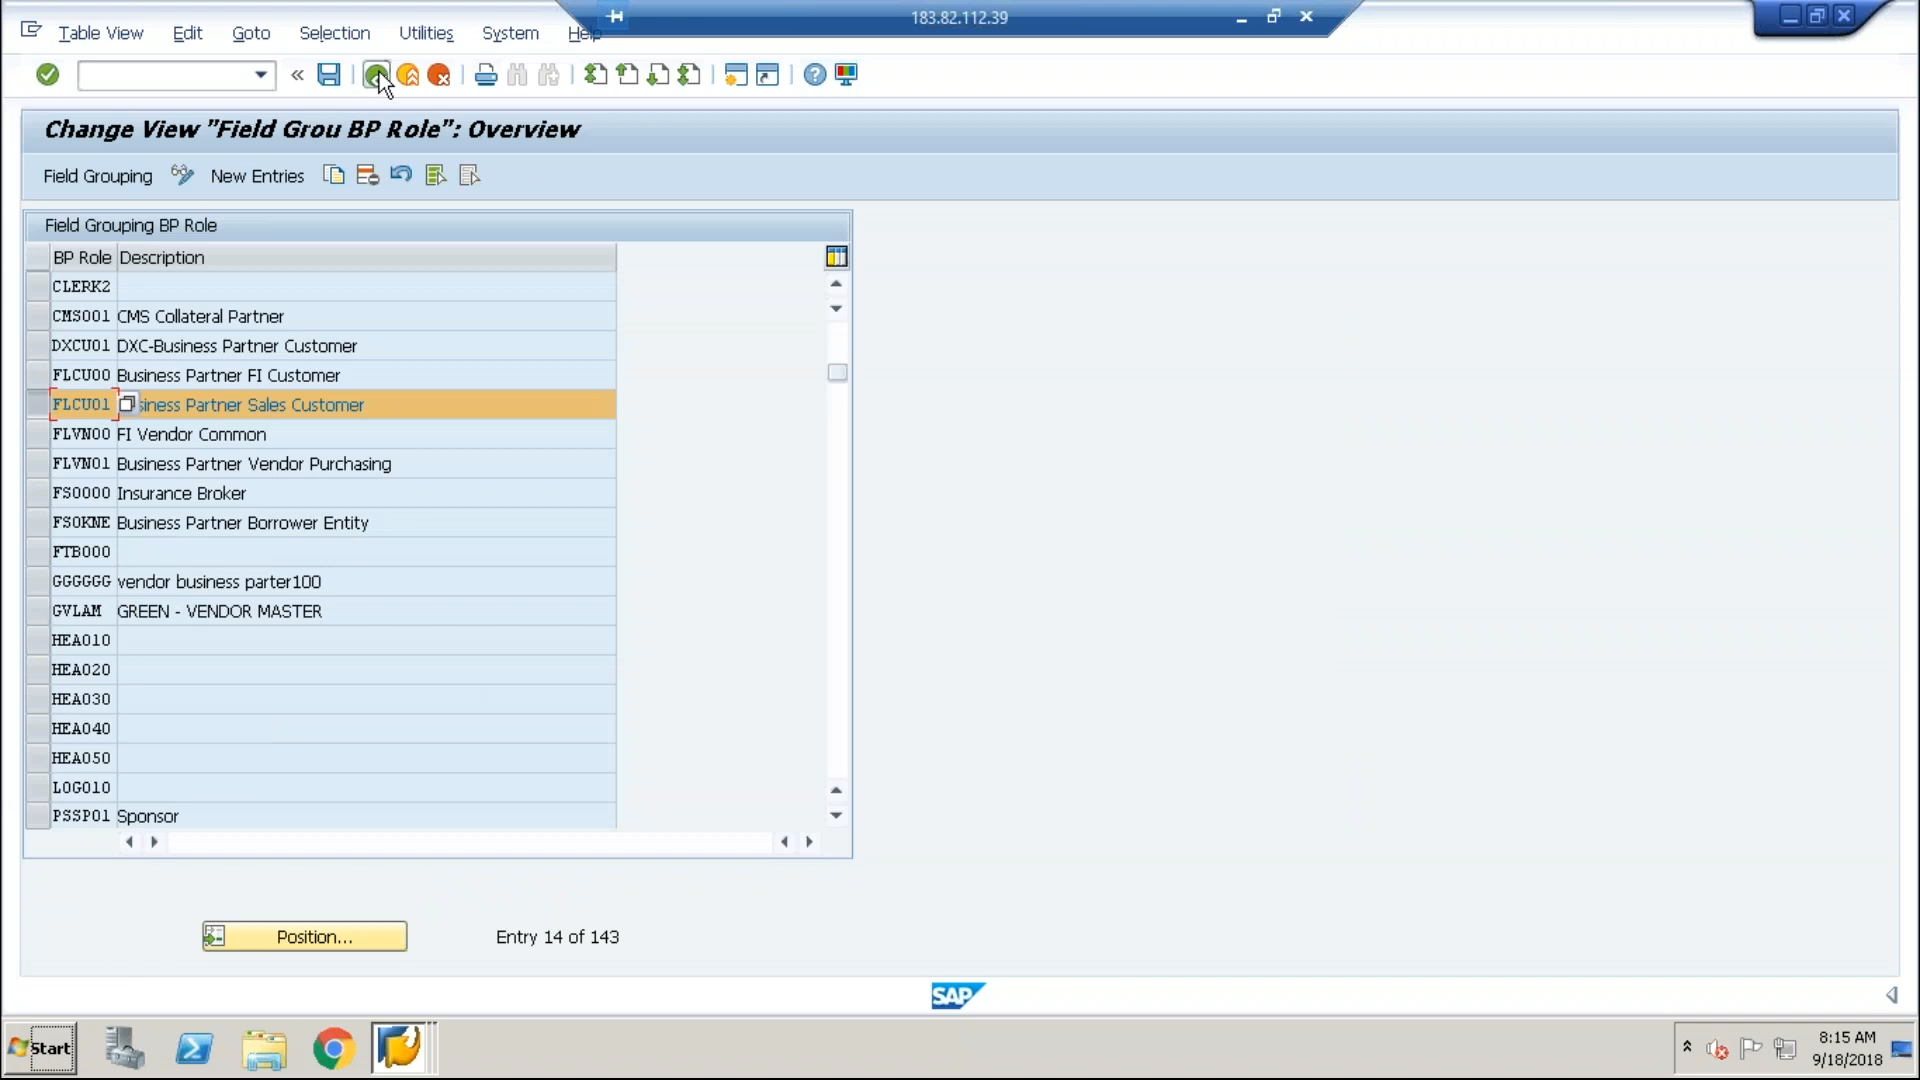 183.82.112.39
Table View Edit Goto Selection Utilities System Help
Change View "Field Grou BP Role": Overview
Field Grouping New Entries
Field Grouping BP Role
BP Role Description
CLERK2
CMS001 CMS Collateral Partner
DXCU01 DXC-Business Partner Customer
FLCU00 Business Partner FI Customer
FLCU01 siness Partner Sales Customer
FLVN00 FI Vendor Common
FLVN01 Business Partner Vendor Purchasing
FS0000 Insurance Broker
FS0KNE Business Partner Borrower Entity
FTB000
GGGGGG vendor business parter100
GVLAM GREEN - VENDOR MASTER
HEA010
HEA020
HEA030
HEA040
HEA050
LOG010
PSSP01 Sponsor
Position... Entry 14 of 143
SAP
Start
8:15 AM
9/18/2018